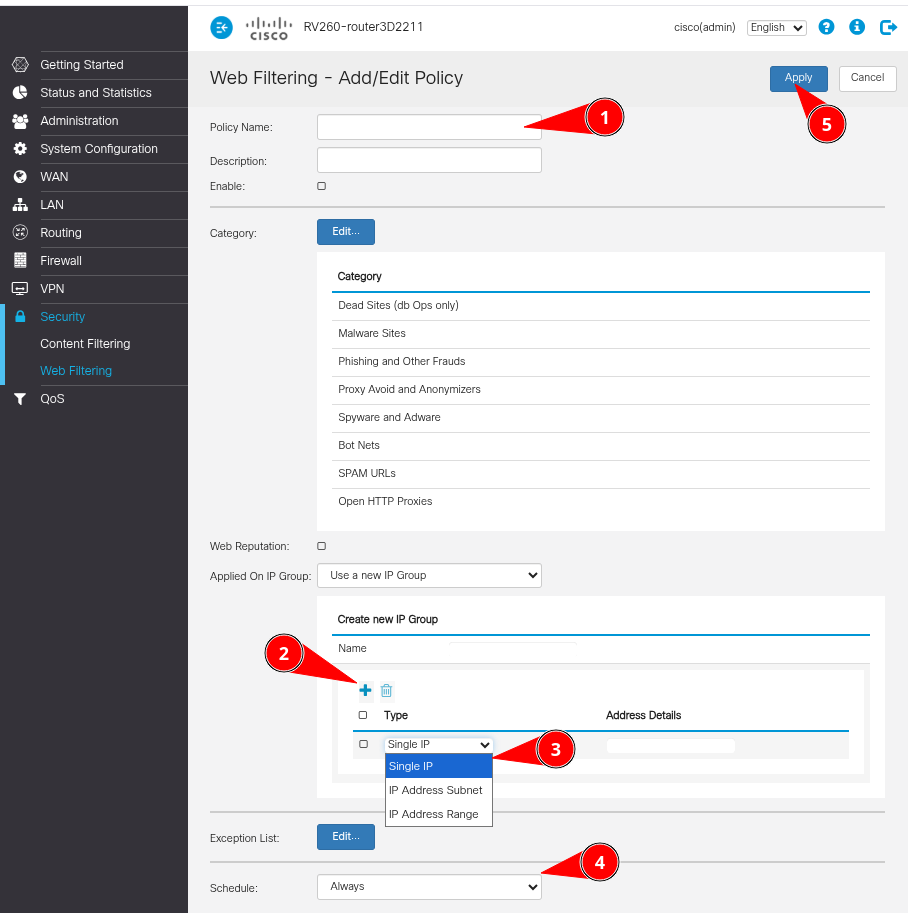 cisco
RV260-router3D2211
cisco(admin)
English
Getting Started
Status and Statistics
Administration
System Configuration
WAN
LAN
Routing
Firewall
VPN
Security
Content Filtering
Web Filtering
QoS
Web Filtering - Add/Edit Policy
Apply
Cancel
5
Policy Name:
1
Description:
Enable:
Category:
Edit...
Category
Dead Sites (db Ops only)
Malware Sites
Phishing and Other Frauds
Proxy Avoid and Anonymizers
Spyware and Adware
Bot Nets
SPAM URLs
Open HTTP Proxies
Web Reputation:
Applied On IP Group:
Use a new IP Group
Create new IP Group
Name
2
Type
Address Details
Single IP
3
Single IP
IP Address Subnet
IP Address Range
Exception List:
Edit...
4
Schedule:
Always